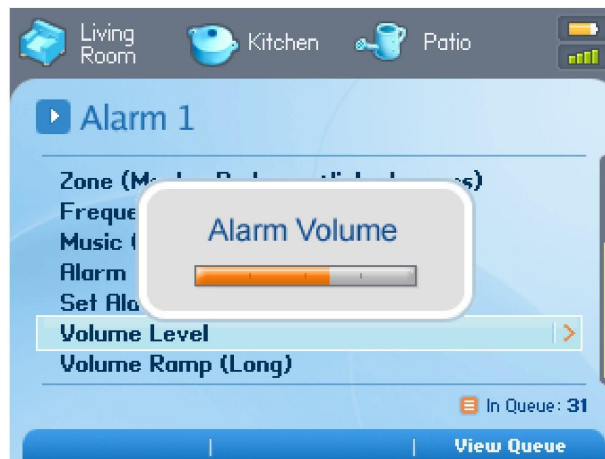 Living
Room
Kitchen
Patio
Alarm 1
Zone (M
s)
Freque
Music (
Alarm
Set Ala
Alarm Volume
Volume Level
Volume Ramp (Long)
In Queue: 31
View Queue